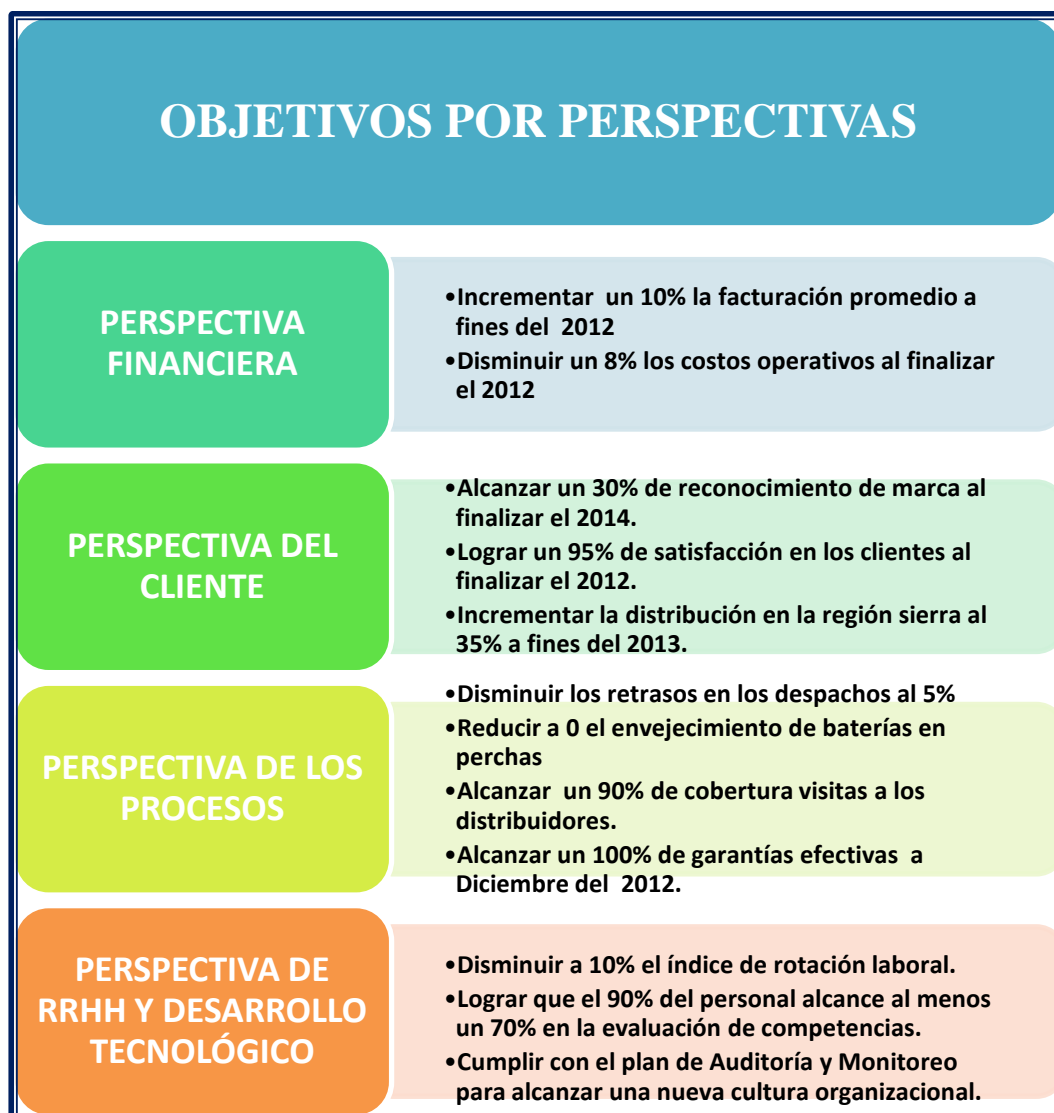 OBJETIVOS POR PERSPECTIVAS
PERSPECTIVA
FINANCIERA
•Incrementar  un 10% la facturación promedio a
fines del  2012
•Disminuir un 8% los costos operativos al finalizar
el 2012
PERSPECTIVA DEL
CLIENTE
•Alcanzar un 30% de reconocimiento de marca al
finalizar el 2014.
•Lograr un 95% de satisfacción en los clientes al
finalizar el 2012.
•Incrementar la distribución en la región sierra al
35% a fines del 2013.
PERSPECTIVA DE LOS
PROCESOS
•Disminuir los retrasos en los despachos al 5%
•Reducir a 0 el envejecimiento de baterías en
perchas
•Alcanzar  un 90% de cobertura visitas a los
distribuidores.
•Alcanzar un 100% de garantías efectivas  a
Diciembre del  2012.
PERSPECTIVA DE
RRHH Y DESARROLLO
TECNOLÓGICO
•Disminuir a 10% el índice de rotación laboral.
•Lograr que el 90% del personal alcance al menos
un 70% en la evaluación de competencias.
•Cumplir con el plan de Auditoría y Monitoreo
para alcanzar una nueva cultura organizacional.